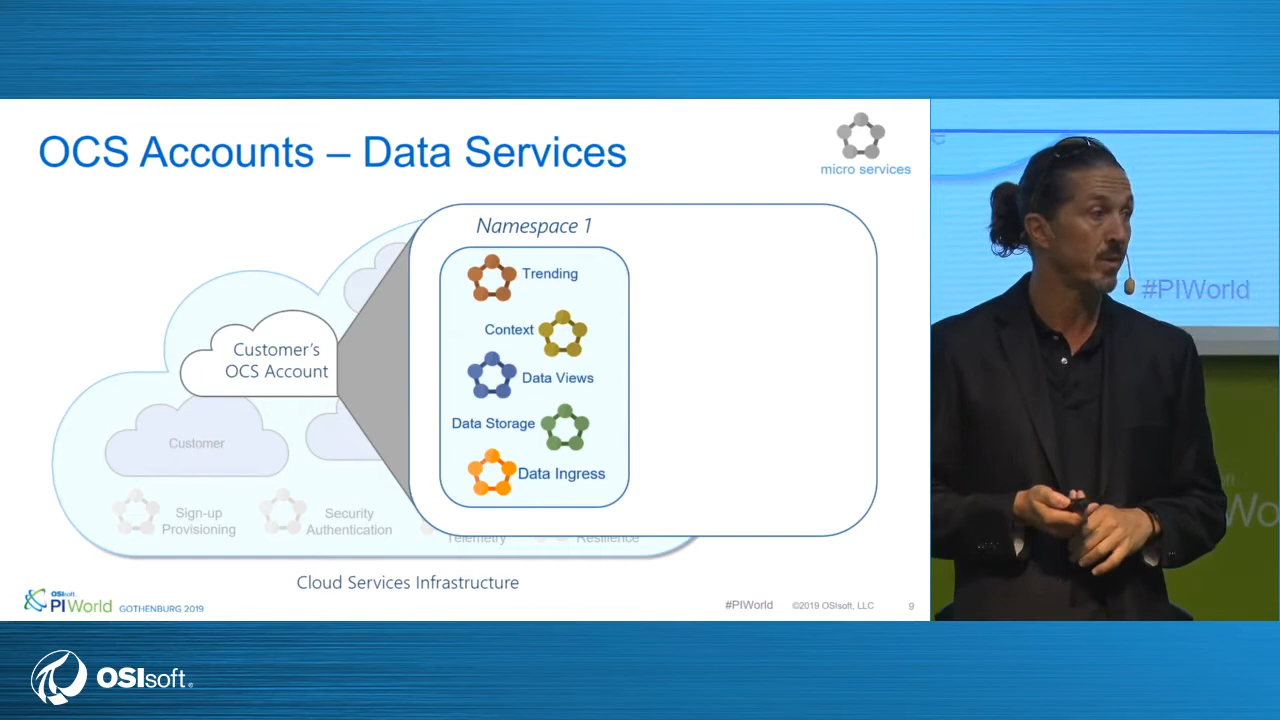 OCS Accounts – Data Services
micro services
Namespace 1
Trending
Context
Data Views
Data Storage
Data Ingress
Customer's
OCS Account
Customer
Sign-up
Provisioning
Security
Authentication
Telemetry
Resilience
Cloud Services Infrastructure
OSIsoft.
PI World
GOTHENBURG 2019
#PIWorld
©2019 OSIsoft, LLC
9
#PIWorld
OSIsoft.